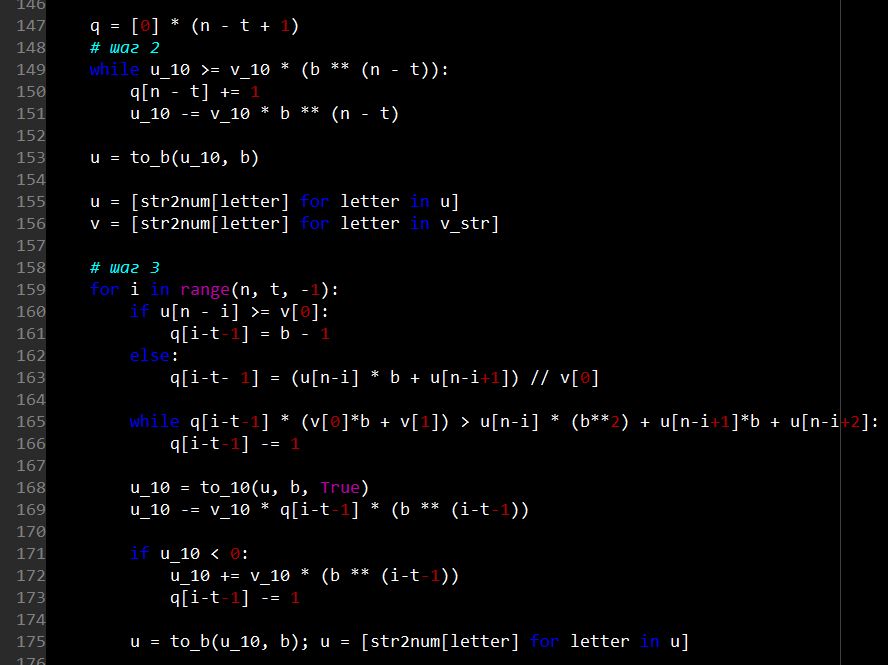 146
147 q = [0] * (n - t + 1)
148 # шаг 2
149 while u_10 >= v_10 * (b ** (n - t)):
150 q[n - t] += 1
151 u_10 -= v_10 * b ** (n - t)
152
153 u = to_b(u_10, b)
154
155 u = [str2num[letter] for letter in u]
156 v = [str2num[letter] for letter in v_str]
157
158 # шаг 3
159 for i in range(n, t, -1):
160 if u[n - i] >= v[0]:
161 q[i-t-1] = b - 1
162 else:
163 q[i-t- 1] = (u[n-i] * b + u[n-i+1]) // v[0]
164
165 while q[i-t-1] * (v[0]*b + v[1]) > u[n-i] * (b**2) + u[n-i+1]*b + u[n-i+2]:
166 q[i-t-1] -= 1
167
168 u_10 = to_10(u, b, True)
169 u_10 -= v_10 * q[i-t-1] * (b ** (i-t-1))
170
171 if u_10 < 0:
172 u_10 += v_10 * (b ** (i-t-1))
173 q[i-t-1] -= 1
174
175 u = to_b(u_10, b); u = [str2num[letter] for letter in u]
176